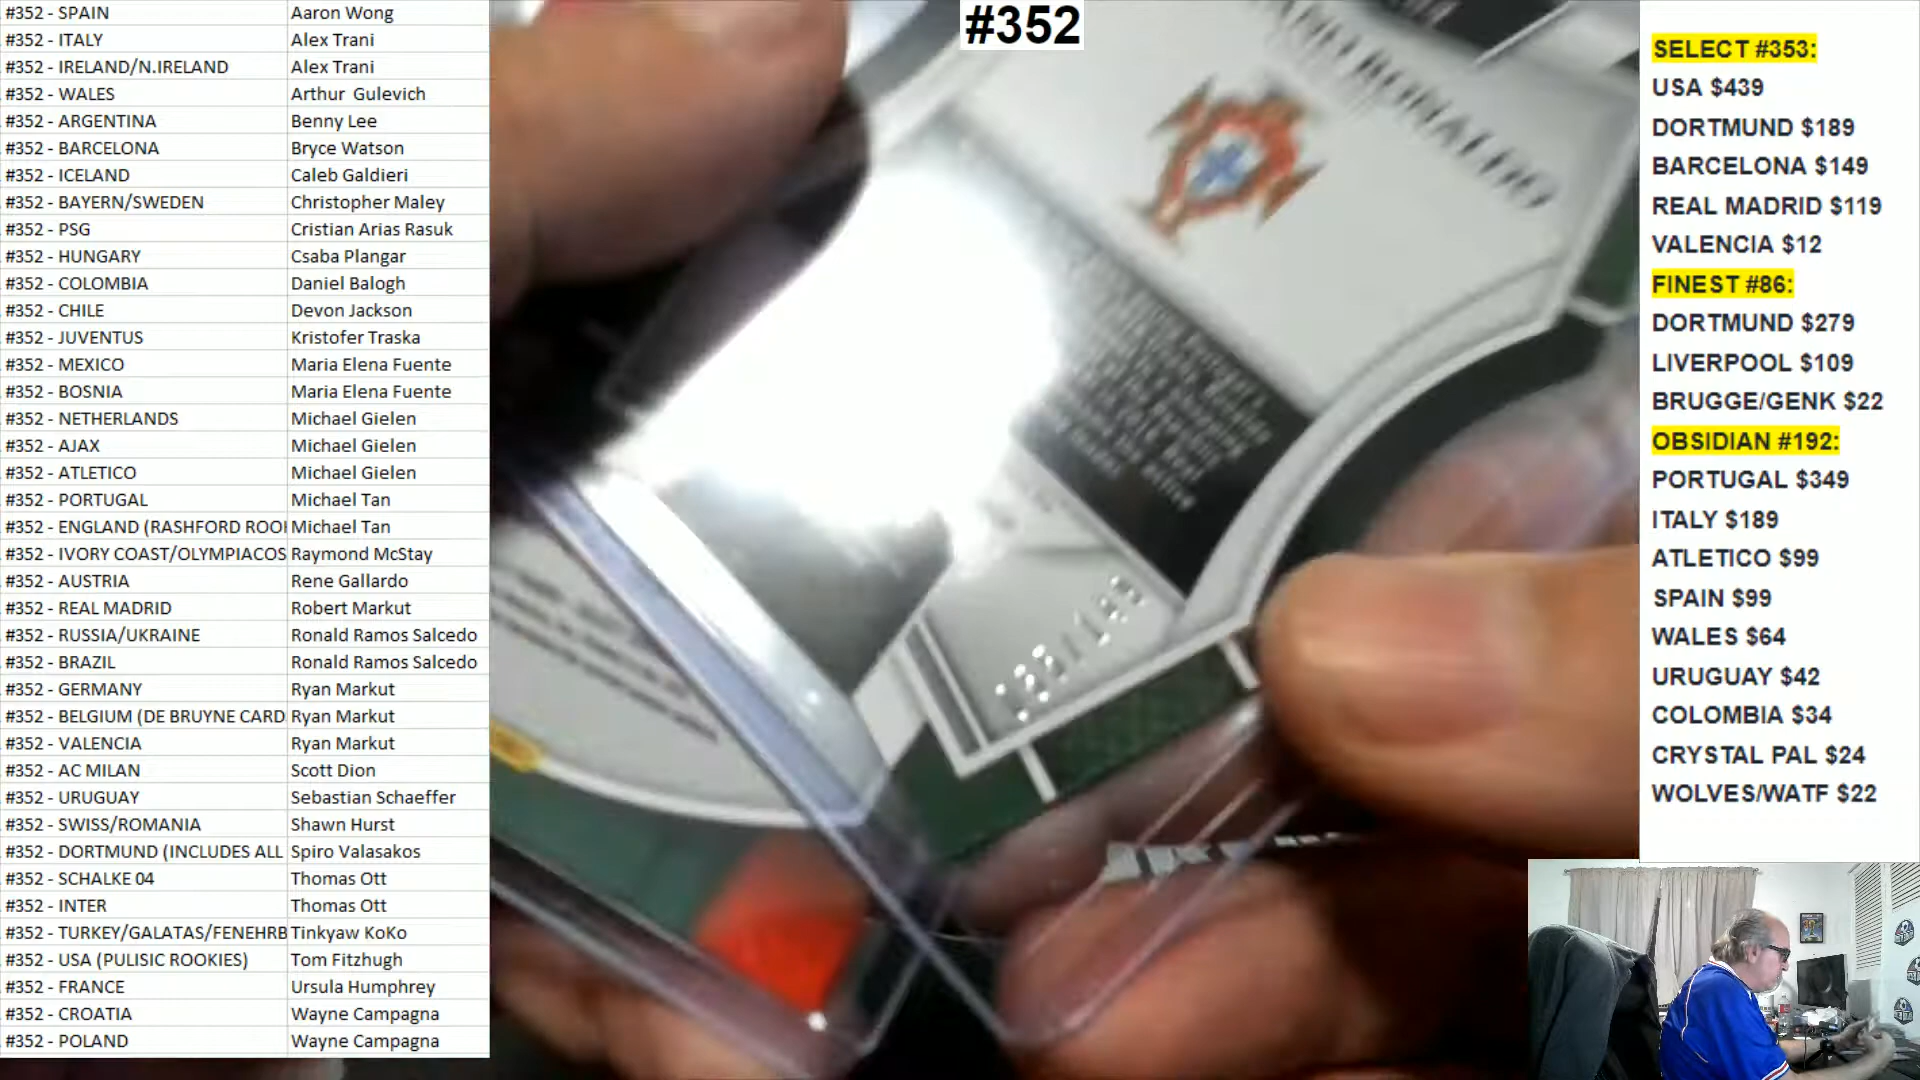 #352 - SPAIN Aaron Wong
#352 - ITALY Alex Trani
#352 - IRELAND/N.IRELAND Alex Trani
#352 - WALES Arthur Gulevich
#352 - ARGENTINA Benny Lee
#352 - BARCELONA Bryce Watson
#352 - ICELAND Caleb Galdieri
#352 - BAYERN/SWEDEN Christopher Maley
#352 - PSG Cristian Arias Rasuk
#352 - HUNGARY Csaba Plangar
#352 - COLOMBIA Daniel Balogh
#352 - CHILE Devon Jackson
#352 - JUVENTUS Kristofer Traska
#352 - MEXICO Maria Elena Fuente
#352 - BOSNIA Maria Elena Fuente
#352 - NETHERLANDS Michael Gielen
#352 - AJAX Michael Gielen
#352 - ATLETICO Michael Gielen
#352 - PORTUGAL Michael Tan
#352 - ENGLAND (RASHFORD ROO Michael Tan
#352 - IVORY COAST/OLYMPIACOS Raymond McStay
#352 - AUSTRIA Rene Gallardo
#352 - REAL MADRID Robert Markut
#352 - RUSSIA/UKRAINE Ronald Ramos Salcedo
#352 - BRAZIL Ronald Ramos Salcedo
#352 - GERMANY Ryan Markut
#352 - BELGIUM (DE BRUYNE CARD Ryan Markut
#352 - VALENCIA Ryan Markut
#352 - AC MILAN Scott Dion
#352 - URUGUAY Sebastian Schaeffer
#352 - SWISS/ROMANIA Shawn Hurst
#352 - DORTMUND (INCLUDES ALL Spiro Valasakos
#352 - SCHALKE 04 Thomas Ott
#352 - INTER Thomas Ott
#352 - TURKEY/GALATAS/FENEHRB Tinkyaw KoKo
#352 - USA (PULISIC ROOKIES) Tom Fitzhugh
#352 - FRANCE Ursula Humphrey
#352 - CROATIA Wayne Campagna
#352 - POLAND Wayne Campagna
#352
RONALDO
SELECT #353:
USA $439
DORTMUND $189
BARCELONA $149
REAL MADRID $119
VALENCIA $12
FINEST #86:
DORTMUND $279
LIVERPOOL $109
BRUGGE/GENK $22
OBSIDIAN #192:
PORTUGAL $349
ITALY $189
ATLETICO $99
SPAIN $99
WALES $64
URUGUAY $42
COLOMBIA $34
CRYSTAL PAL $24
WOLVES/WATF $22